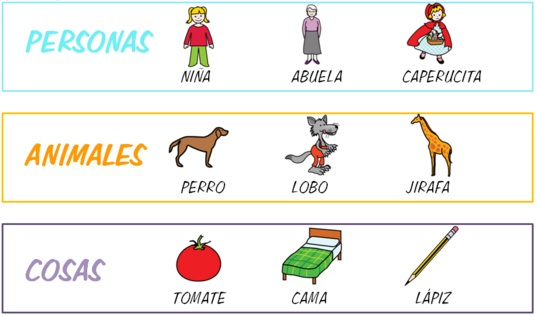 PERSONAS
NIÑA ABUELA CAPERUCITA
ANIMALES
PERRO LOBO JIRAFA
COSAS
TOMATE CAMA LÁPIZ